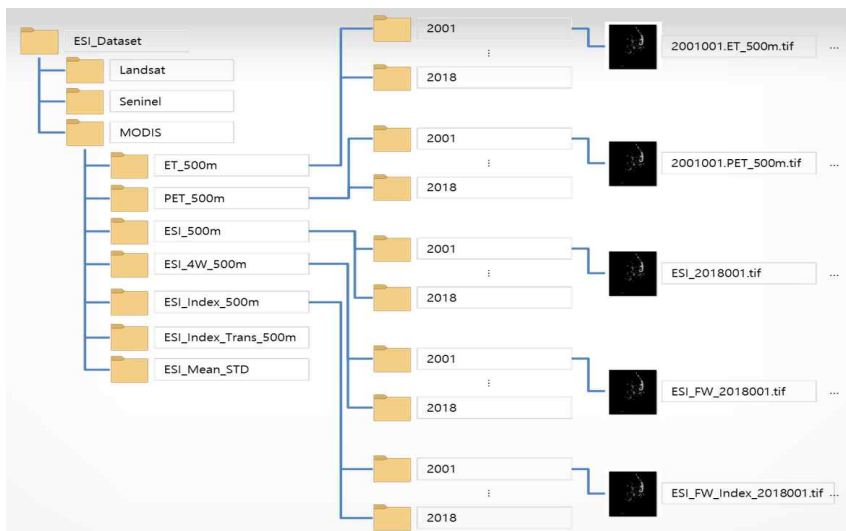 ESI_Dataset
Landsat
Seninel
MODIS
ET_500m
PET_500m
ESI_500m
ESI_4W_500m
ESI_Index_500m
ESI_Index_Trans_500m
ESI_Mean_STD
2001
⋮
2018
2001
⋮
2018
2001
⋮
2018
2001
⋮
2018
2001
⋮
2018
2001001.ET_500m.tif ...
2001001.PET_500m.tif ...
ESI_2018001.tif ...
ESI_FW_2018001.tif ...
ESI_FW_Index_2018001.tif ...